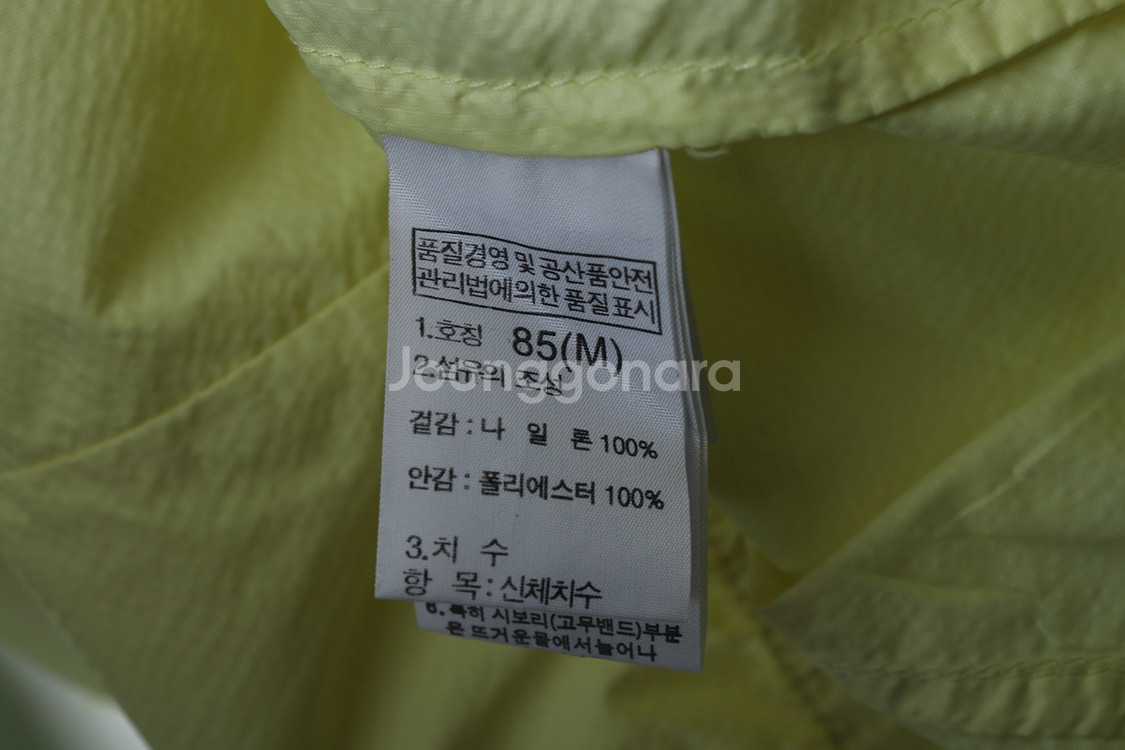 품질경영 및 공산품안전
관리법에의한 품질표시
1.호칭 85(M)
2.섬유의 조성
Joonggonara
겉감 : 나 일 론 100%
안감 : 폴리에스터 100%
3.치 수
항 목 : 신체치수
6. 특히 시보리(고무밴드)부분
은 뜨거운물에서늘어나